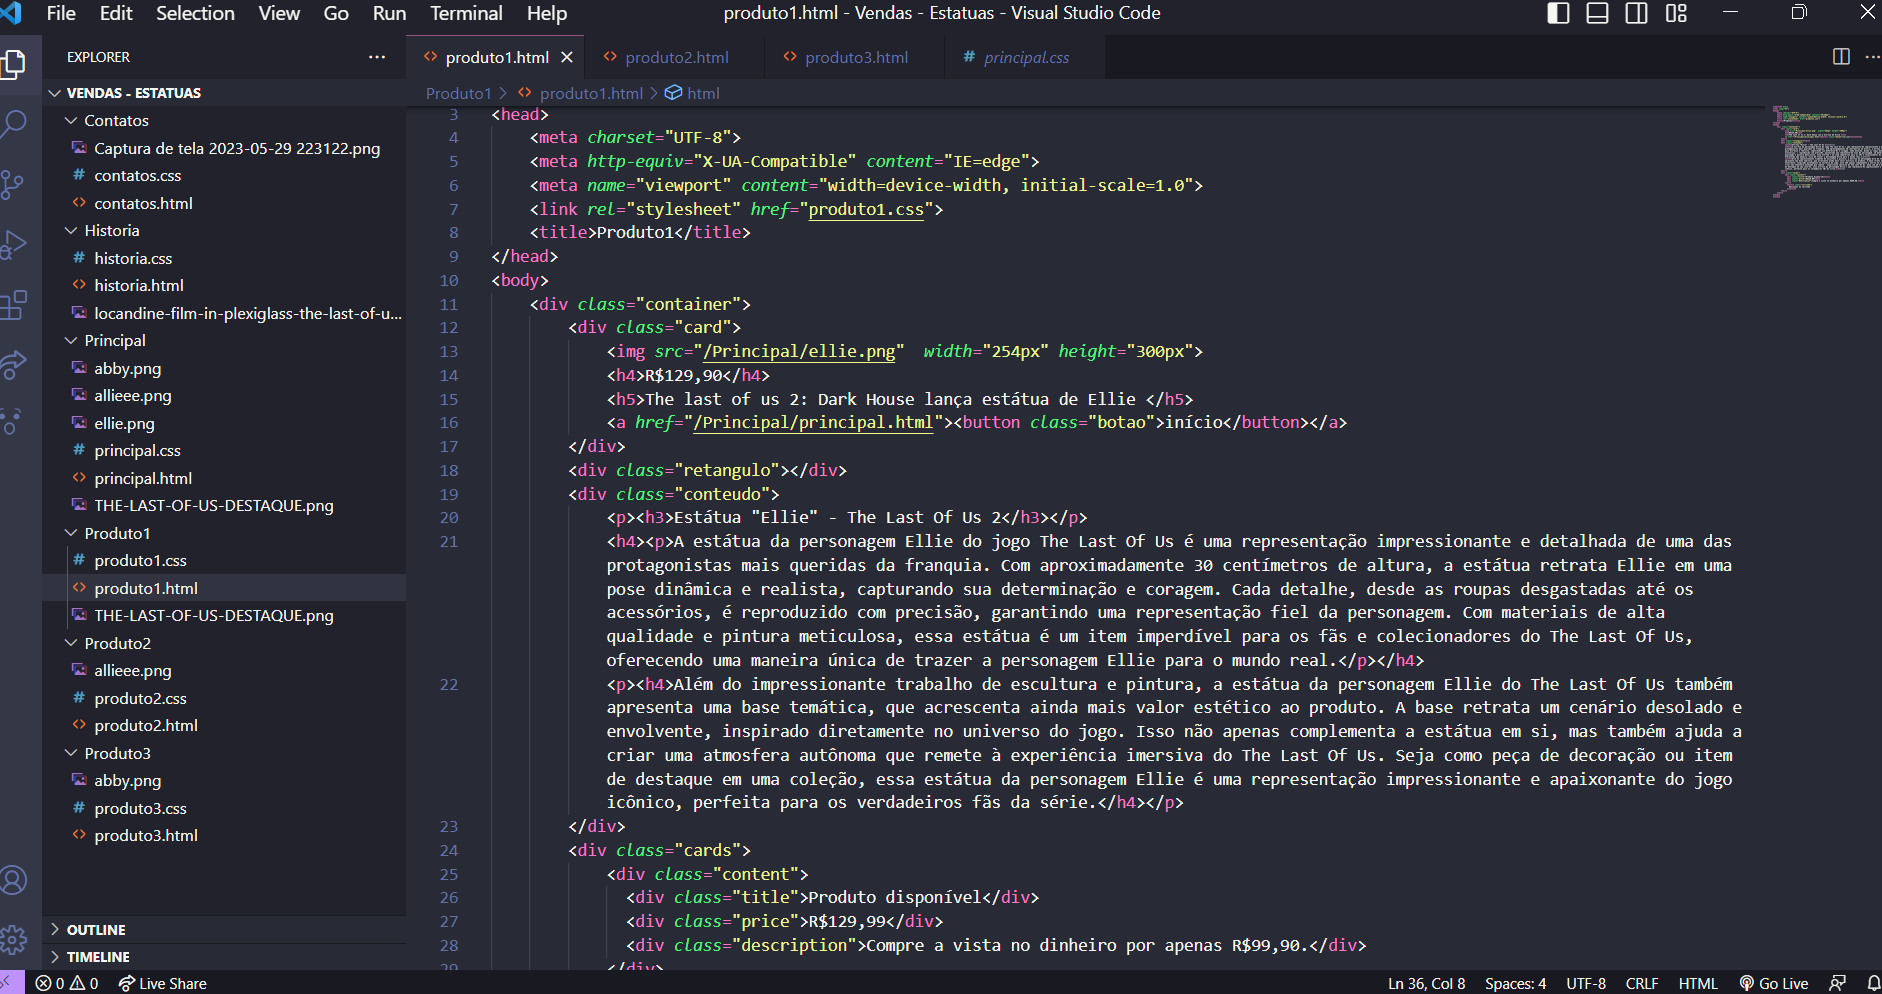 File Edit Selection View Go Run Terminal Help
produto1.html - Vendas - Estatuas - Visual Studio Code
EXPLORER
VENDAS - ESTATUAS
Contatos
Captura de tela 2023-05-29 223122.png
contatos.css
contatos.html
Historia
historia.css
historia.html
locandine-film-in-plexiglass-the-last-of-u...
Principal
abby.png
allieee.png
ellie.png
principal.css
principal.html
THE-LAST-OF-US-DESTAQUE.png
Produto1
produto1.css
produto1.html
THE-LAST-OF-US-DESTAQUE.png
Produto2
allieee.png
produto2.css
produto2.html
Produto3
abby.png
produto3.css
produto3.html
OUTLINE
TIMELINE
produto1.html produto2.html produto3.html principal.css
Produto1 > produto1.html > html
3 <head>
4 <meta charset="UTF-8">
5 <meta http-equiv="X-UA-Compatible" content="IE=edge">
6 <meta name="viewport" content="width=device-width, initial-scale=1.0">
7 <link rel="stylesheet" href="produto1.css">
8 <title>Produto1</title>
9 </head>
10 <body>
11 <div class="container">
12 <div class="card">
13 <img src="/Principal/ellie.png" width="254px" height="300px">
14 <h4>R$129,90</h4>
15 <h5>The last of us 2: Dark House lança estátua de Ellie </h5>
16 <a href="/Principal/principal.html"><button class="botao">início</button></a>
17 </div>
18 <div class="retangulo"></div>
19 <div class="conteudo">
20 <p><h3>Estátua "Ellie" - The Last Of Us 2</h3></p>
21 <h4><p>A estátua da personagem Ellie do jogo The Last Of Us é uma representação impressionante e detalhada de uma das
protagonistas mais queridas da franquia. Com aproximadamente 30 centímetros de altura, a estátua retrata Ellie em uma
pose dinâmica e realista, capturando sua determinação e coragem. Cada detalhe, desde as roupas desgastadas até os
acessórios, é reproduzido com precisão, garantindo uma representação fiel da personagem. Com materiais de alta
qualidade e pintura meticulosa, essa estátua é um item imperdível para os fãs e colecionadores do The Last Of Us,
oferecendo uma maneira única de trazer a personagem Ellie para o mundo real.</p></h4>
22 <p><h4>Além do impressionante trabalho de escultura e pintura, a estátua da personagem Ellie do The Last Of Us também
apresenta uma base temática, que acrescenta ainda mais valor estético ao produto. A base retrata um cenário desolado e
envolvente, inspirado diretamente no universo do jogo. Isso não apenas complementa a estátua em si, mas também ajuda a
criar uma atmosfera autônoma que remete à experiência imersiva do The Last Of Us. Seja como peça de decoração ou item
de destaque em uma coleção, essa estátua da personagem Ellie é uma representação impressionante e apaixonante do jogo
icônico, perfeita para os verdadeiros fãs da série.</h4></p>
23 </div>
24 <div class="cards">
25 <div class="content">
26 <div class="title">Produto disponível</div>
27 <div class="price">R$129,99</div>
28 <div class="description">Compre a vista no dinheiro por apenas R$99,90.</div>
29 </div>
0 0 Live Share Ln 36, Col 8 Spaces: 4 UTF-8 CRLF HTML Go Live